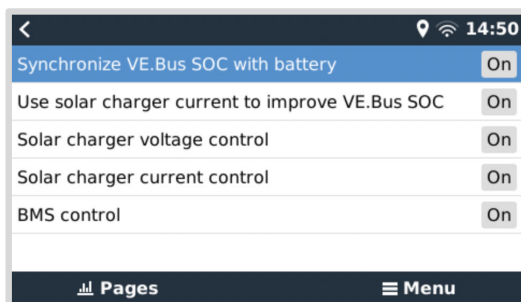 14:50
Synchronize VE.Bus SOC with battery On
Use solar charger current to improve VE.Bus SOC On
Solar charger voltage control On
Solar charger current control On
BMS control On
Pages Menu